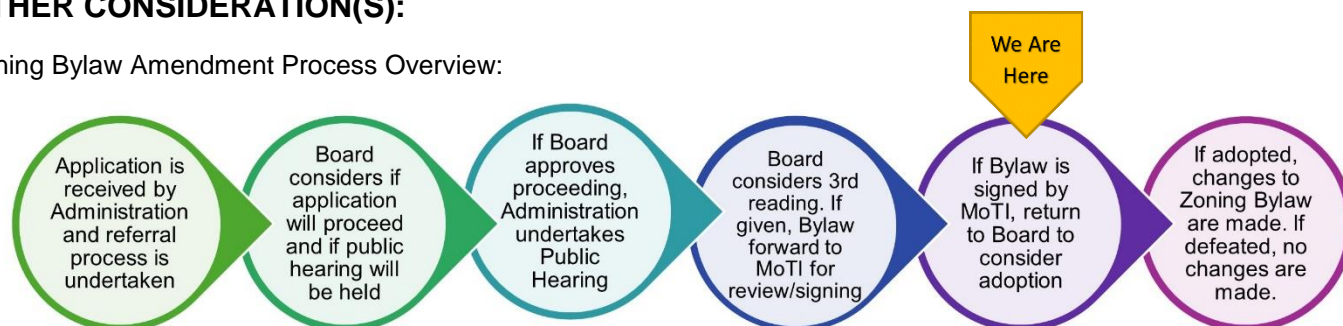 THER CONSIDERATION(S):
ning Bylaw Amendment Process Overview:
We Are
Here
Application is
received by
Administration
and referral
process is
undertaken
Board
considers if
application
will proceed
and if public
hearing will
be held
If Board
approves
proceeding,
Administration
undertakes
Public
Hearing
Board
considers 3rd
reading. If
given, Bylaw
forward to
MoTI for
review/signing
If Bylaw is
signed by
MoTI, return
to Board to
consider
adoption
If adopted,
changes to
Zoning Bylaw
are made. If
defeated, no
changes are
made.